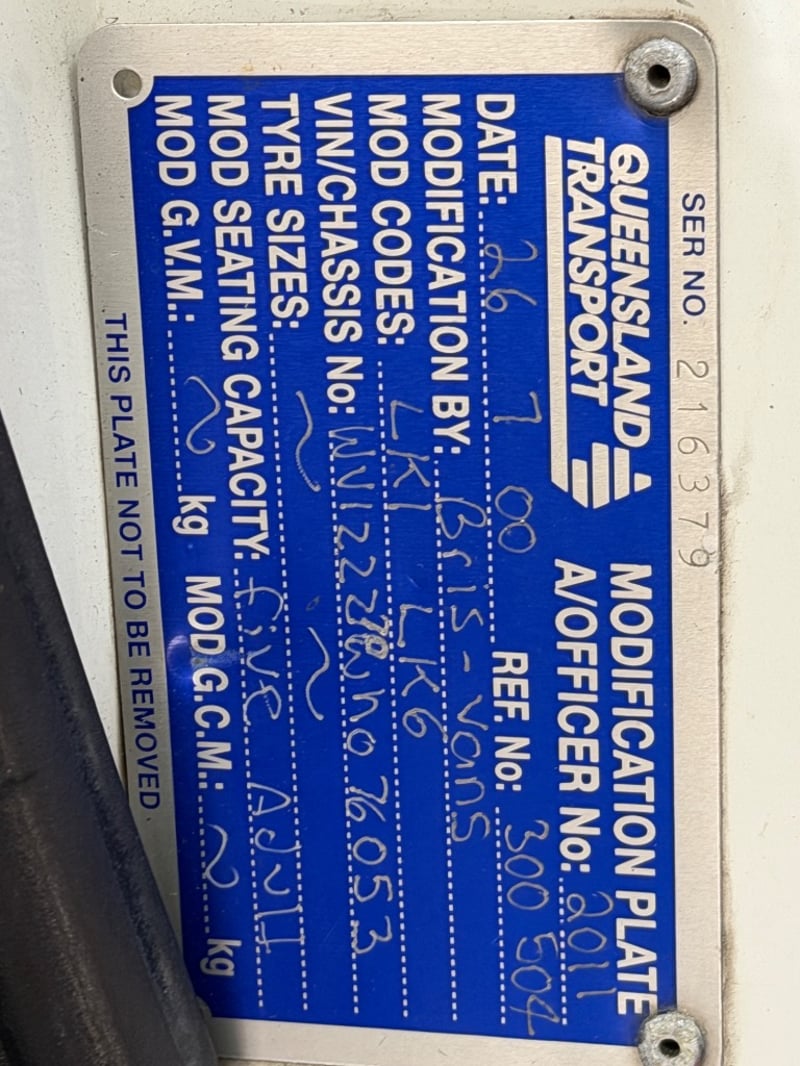 SER NO. 216379
QUEENSLAND TRANSPORT
MODIFICATION PLATE
A/OFFICER No: 2011
DATE: 26 7 00 REF. No: 300 504
MODIFICATION BY: Bris-Vans
MOD CODES: LK1 LK6
VIN/CHASSIS No:
TYRE SIZES: ~ ~
MOD SEATING CAPACITY: five Adult
MOD G.V.M.: ~ kg MOD G.C.M.: ~ kg
THIS PLATE NOT TO BE REMOVED